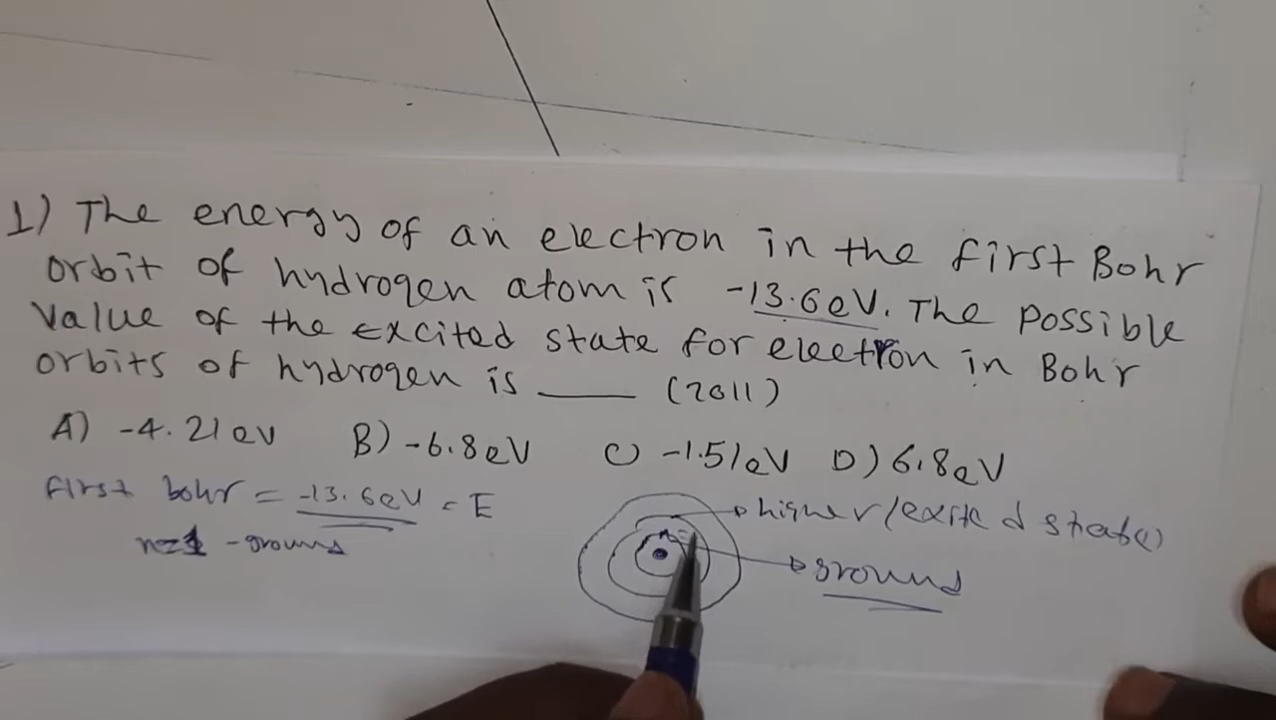 1) The energy of an electron in the first Bohr
orbit of hydrogen atom is -13.6eV. The possible
value of the excited state for electron in Bohr
orbits of hydrogen is ____ (2011)
A) -4.21eV B) -6.8eV C) -1.51eV D) 6.8eV
first bohr = -13.6eV = E
higher/excited state()
n=1 - ground
ground